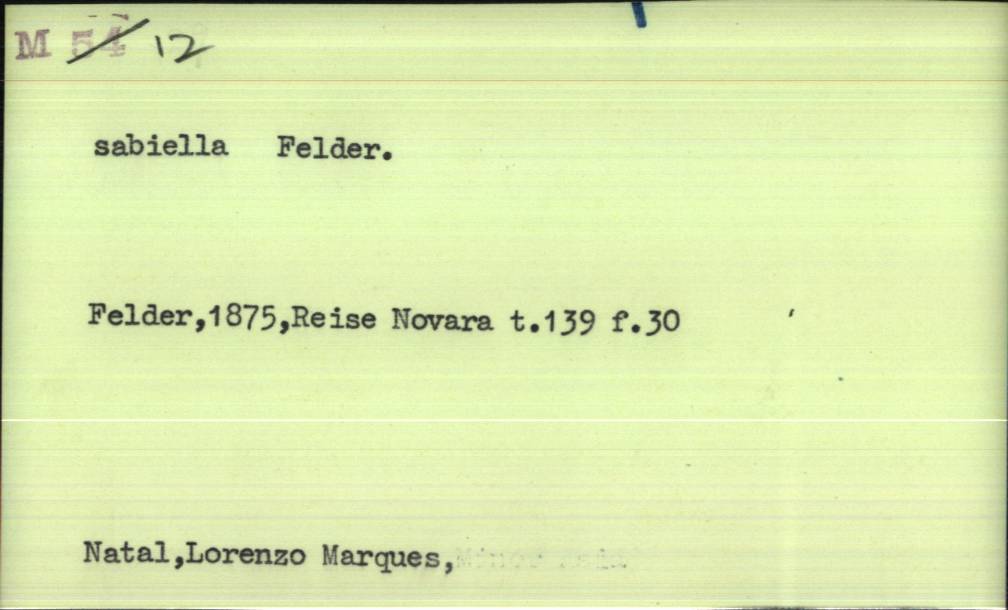 M 54 12
sabiella Felder.
Felder,1875,Reise Novara t.139 f.30
Natal,Lorenzo Marques,